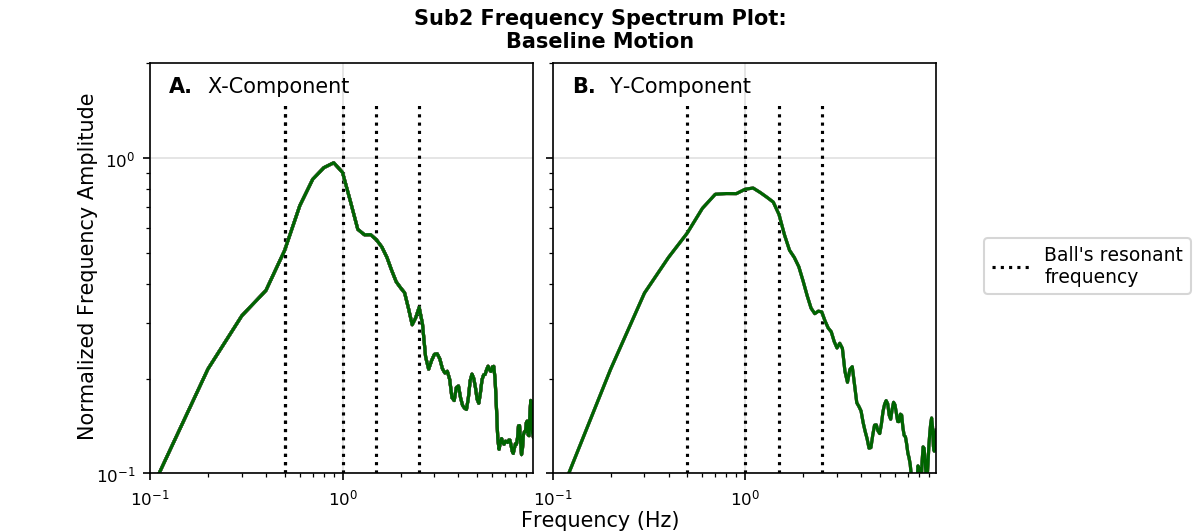 Sub2 Frequency Spectrum Plot:
Baseline Motion
A. X-Component
B. Y-Component
Normalized Frequency Amplitude
10⁰
10⁻¹
10⁻¹
10⁰
10⁻¹
10⁰
Frequency (Hz)
Ball's resonant
frequency